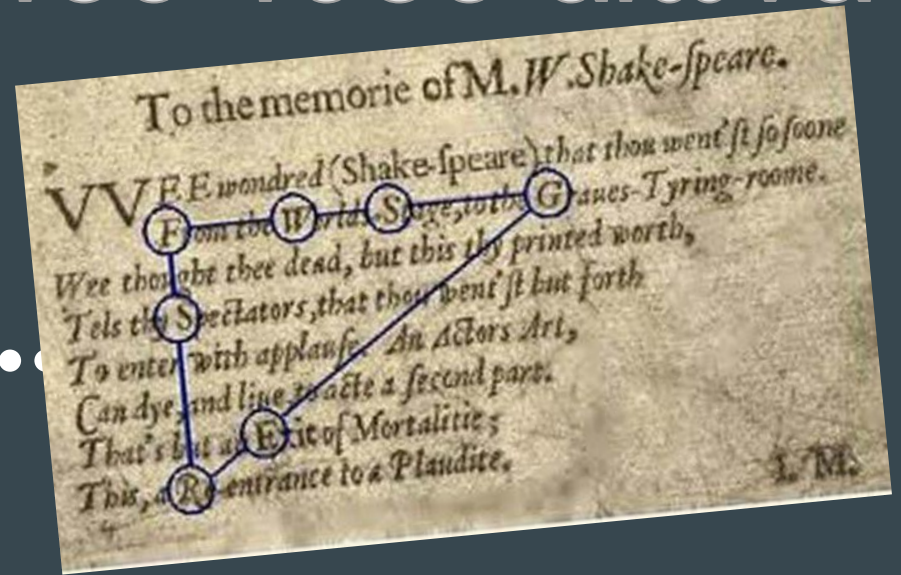 To the memorie of M.W.Shake-ſpeare.
VVEE wondred (Shake-ſpeare) that thou went'ſt ſo ſoone
From the Worlds-Stage, to the Graues-Tyring-roome.
Wee thought thee dead, but this thy printed worth,
Tels thy Spectators, that thou went'ſt but forth
To enter with applauſe. An Actors Art,
Can dye, and liue, to acte a ſecond part.
That's but an Exit of Mortalitie;
This, a Re-entrance to a Plaudite.
I. M.